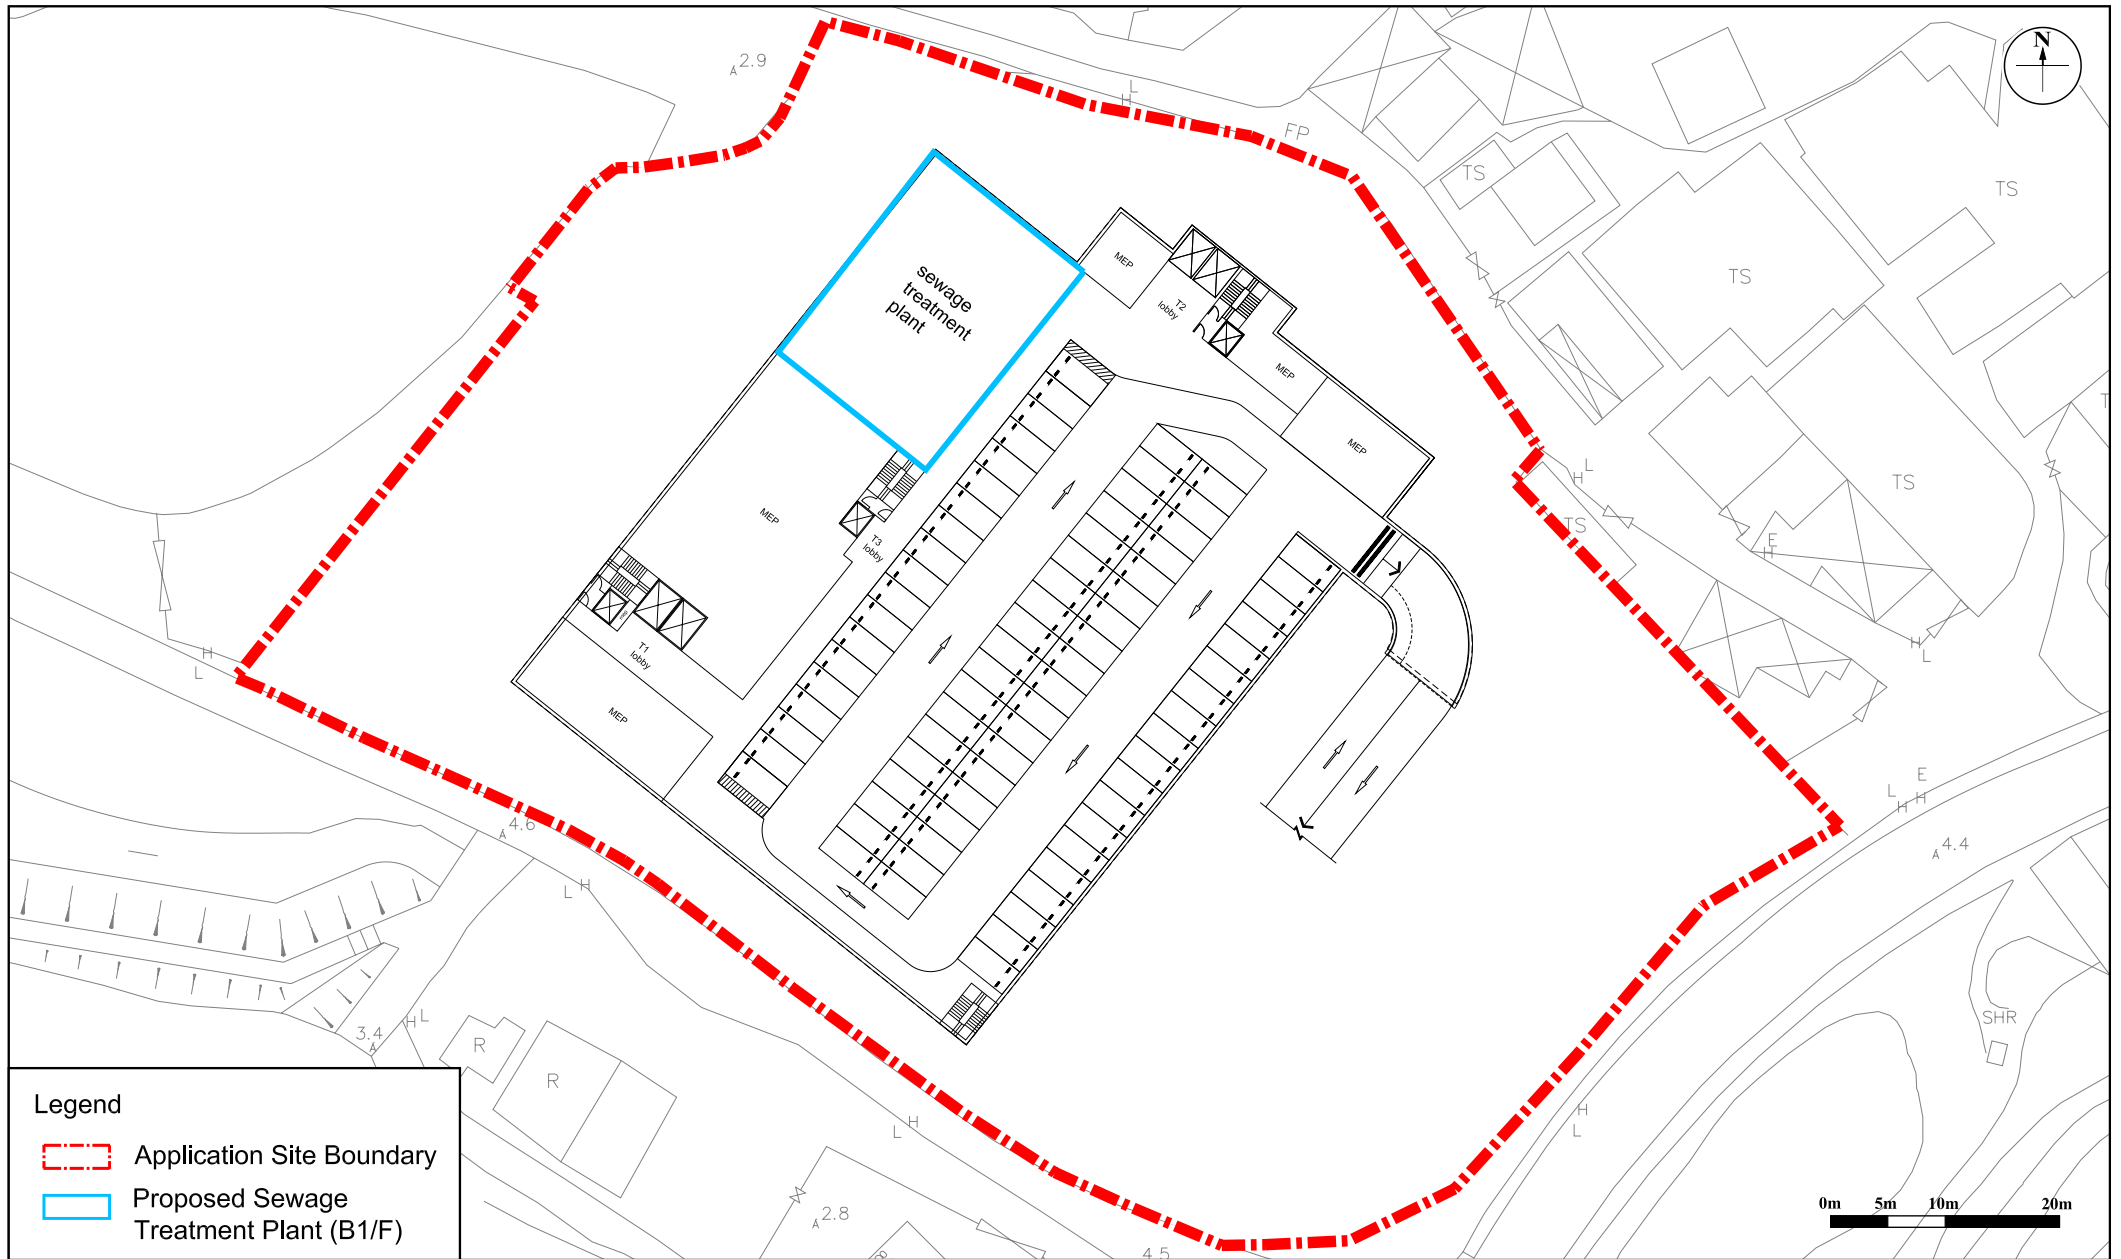 N
2.9
L
H
FP
TS
TS
TS
sewage
treatment
plant
MEP
T2
lobby
MEP
MEP
TS
L
H
TS
E
H
MEP
T3
lobby
T1
lobby
MEP
H
L
H
L
4.6
L
H
E
L
H
H
4.4
3.4
H
L
R
R
SHR
H
L
L
H
2.8
4.5
Legend
Application Site Boundary
Proposed Sewage
Treatment Plant (B1/F)
0m
5m
10m
20m